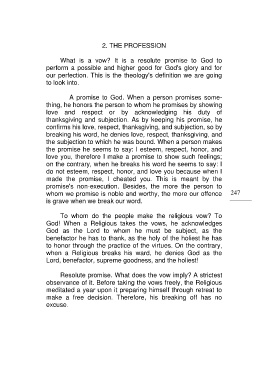 2. THE PROFESSION
What is a vow? It is a resolute promise to God to
perform a possible and higher good for God's glory and for
our perfection. This is the theology's definition we are going
to look into.
A promise to God. When a person promises some-
thing, he honors the person to whom he promises by showing
love and respect or by acknowledging his duty of
thanksgiving and subjection. As by keeping his promise, he
confirms his love, respect, thanksgiving, and subjection, so by
breaking his word, he denies love, respect, thanksgiving, and
the subjection to which he was bound. When a person makes
the promise he seems to say: I esteem, respect, honor, and
love you, therefore I make a promise to show such feelings;
on the contrary, when he breaks his word he seems to say: I
do not esteem, respect, honor, and love you because when I
made the promise, I cheated you. This is meant by the
promise's non-execution. Besides, the more the person to
whom we promise is noble and worthy, the more our offence
is grave when we break our word.
247
To whom do the people make the religious vow? To
God! When a Religious takes the vows, he acknowledges
God as the Lord to whom he must be subject, as the
benefactor he has to thank, as the holy of the holiest he has
to honor through the practice of the virtues. On the contrary,
when a Religious breaks his ward, he denies God as the
Lord, benefactor, supreme goodness, and the holiest!
Resolute promise. What does the vow imply? A strictest
observance of it. Before taking the vows freely, the Religious
meditated a year upon it preparing himself through retreat to
make a free decision. Therefore, his breaking off has no
excuse.